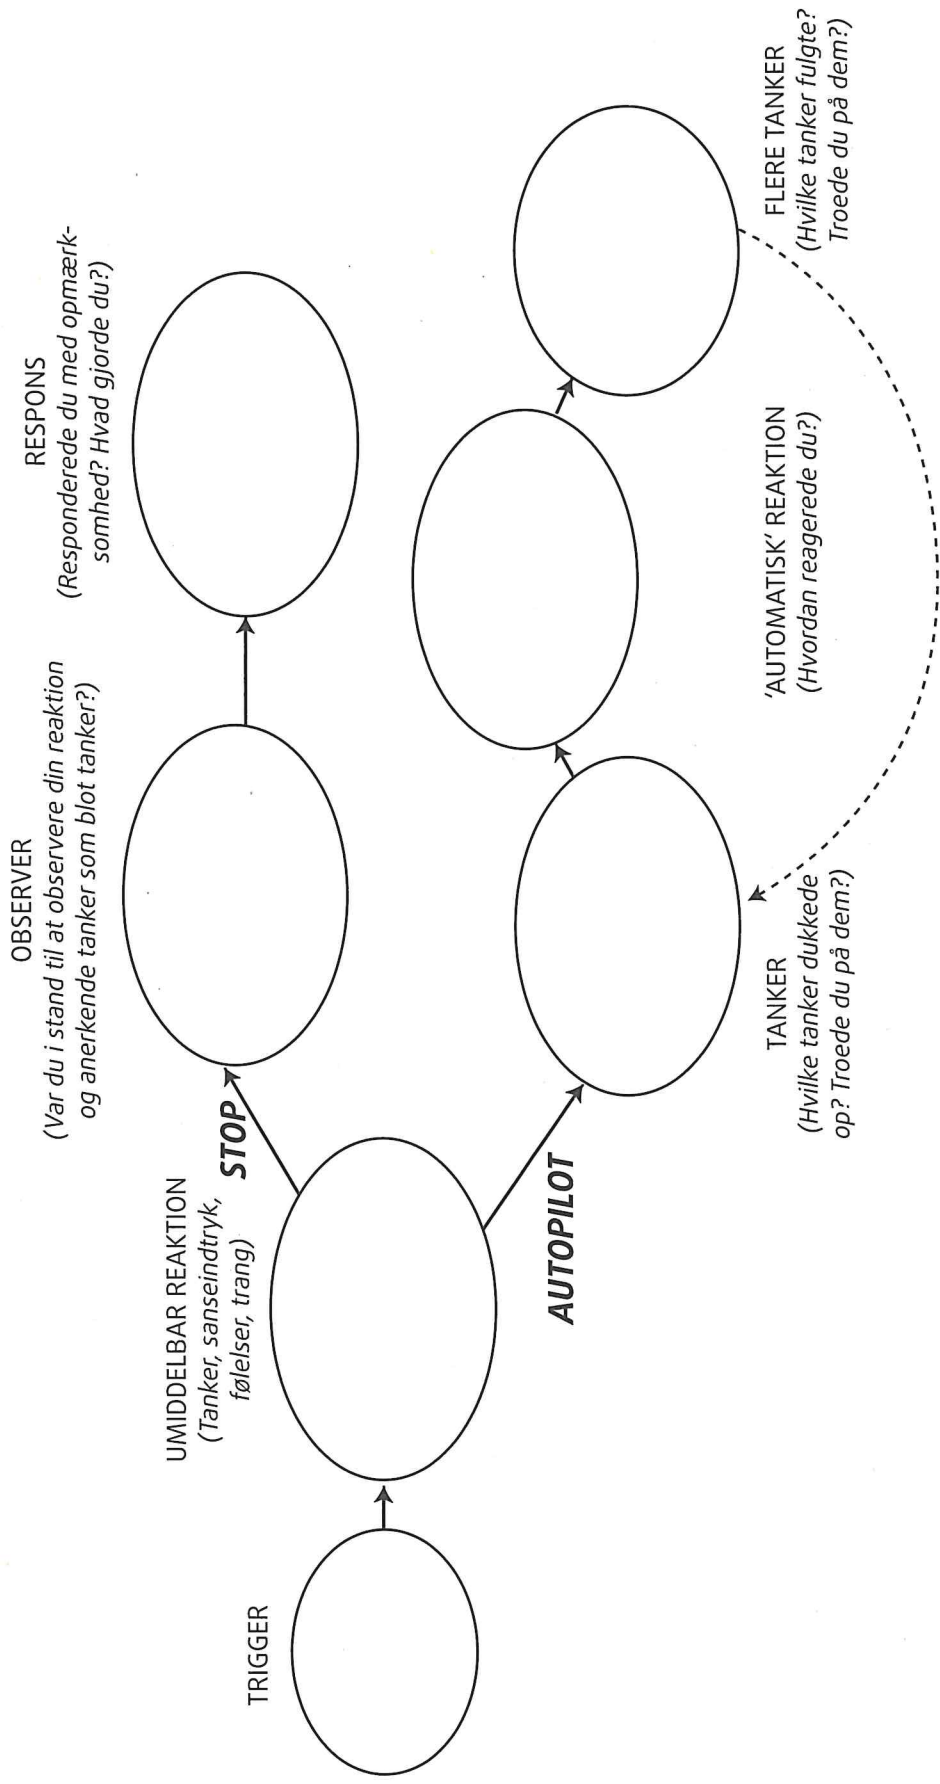 TRIGGER
UMIDDELBAR REAKTION
(Tanker, sanseindtryk,
følelser, trang)
STOP
OBSERVER
(Var du i stand til at observere din reaktion
og anerkende tanker som blot tanker?)
RESPONS
(Responderede du med opmærk-
somhed? Hvad gjorde du?)
AUTOPILOT
TANKER
(Hvilke tanker dukkede
op? Troede du på dem?)
'AUTOMATISK' REAKTION
(Hvordan reagerede du?)
FLERE TANKER
(Hvilke tanker fulgte?
Troede du på dem?)